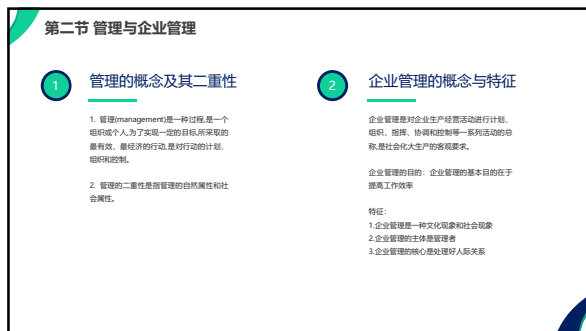 第二节 管理与企业管理
1
管理的概念及其二重性
1. 管理(management)是一种过程,是一个
组织或个人,为了实现一定的目标,所采取的
最有效、最经济的行动,是对行动的计划、
组织和控制。
2. 管理的二重性是指管理的自然属性和社
会属性。
2
企业管理的概念与特征
企业管理是对企业生产经营活动进行计划、
组织、指挥、协调和控制等一系列活动的总
称,是社会化大生产的客观要求。
企业管理的目的：企业管理的基本目的在于
提高工作效率
特征：
1.企业管理是一种文化现象和社会现象
2.企业管理的主体是管理者
3.企业管理的核心是处理好人际关系